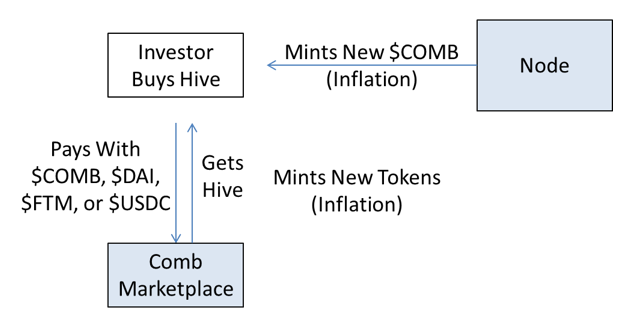 Investor
Buys Hive
Mints New $COMB
(Inflation)
Node
Pays With
$COMB, $DAI,
$FTM, or $USDC
Gets
Hive
Mints New Tokens
(Inflation)
Comb
Marketplace